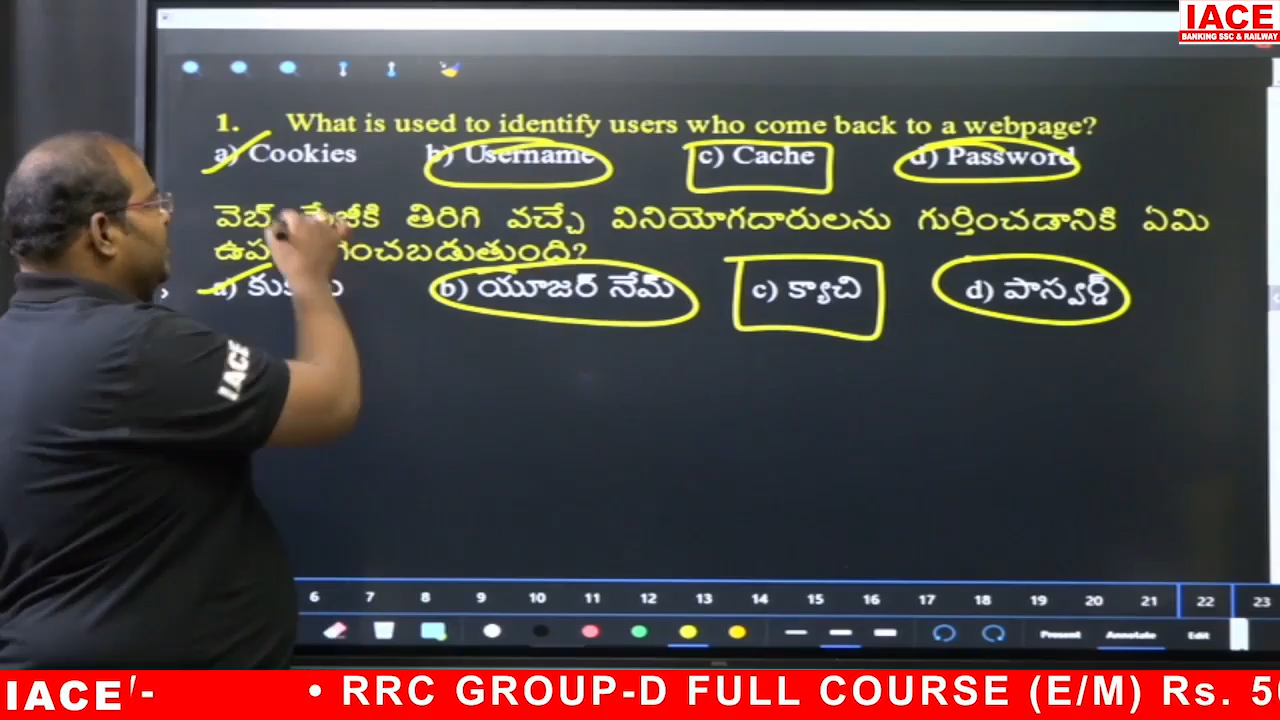 IACE
BANKING SSC & RAILWAY
1. What is used to identify users who come back to a webpage?
a) Cookies b) Username c) Cache d) Password
వెబ్ పేజీకి తిరిగి వచ్చే వినియోగదారులను గుర్తించడానికి ఏమి
ఉపయోగించబడుతుంది?
a) b) యూజర్ నేమ్ c) క్యాచి d) పాస్వర్డ్
IACE
6 7 8 9 10 11 12 13 14 15 16 17 18 19 20 21 22 23
Present Annotate Edit
IACE • RRC GROUP-D FULL COURSE (E/M) Rs.